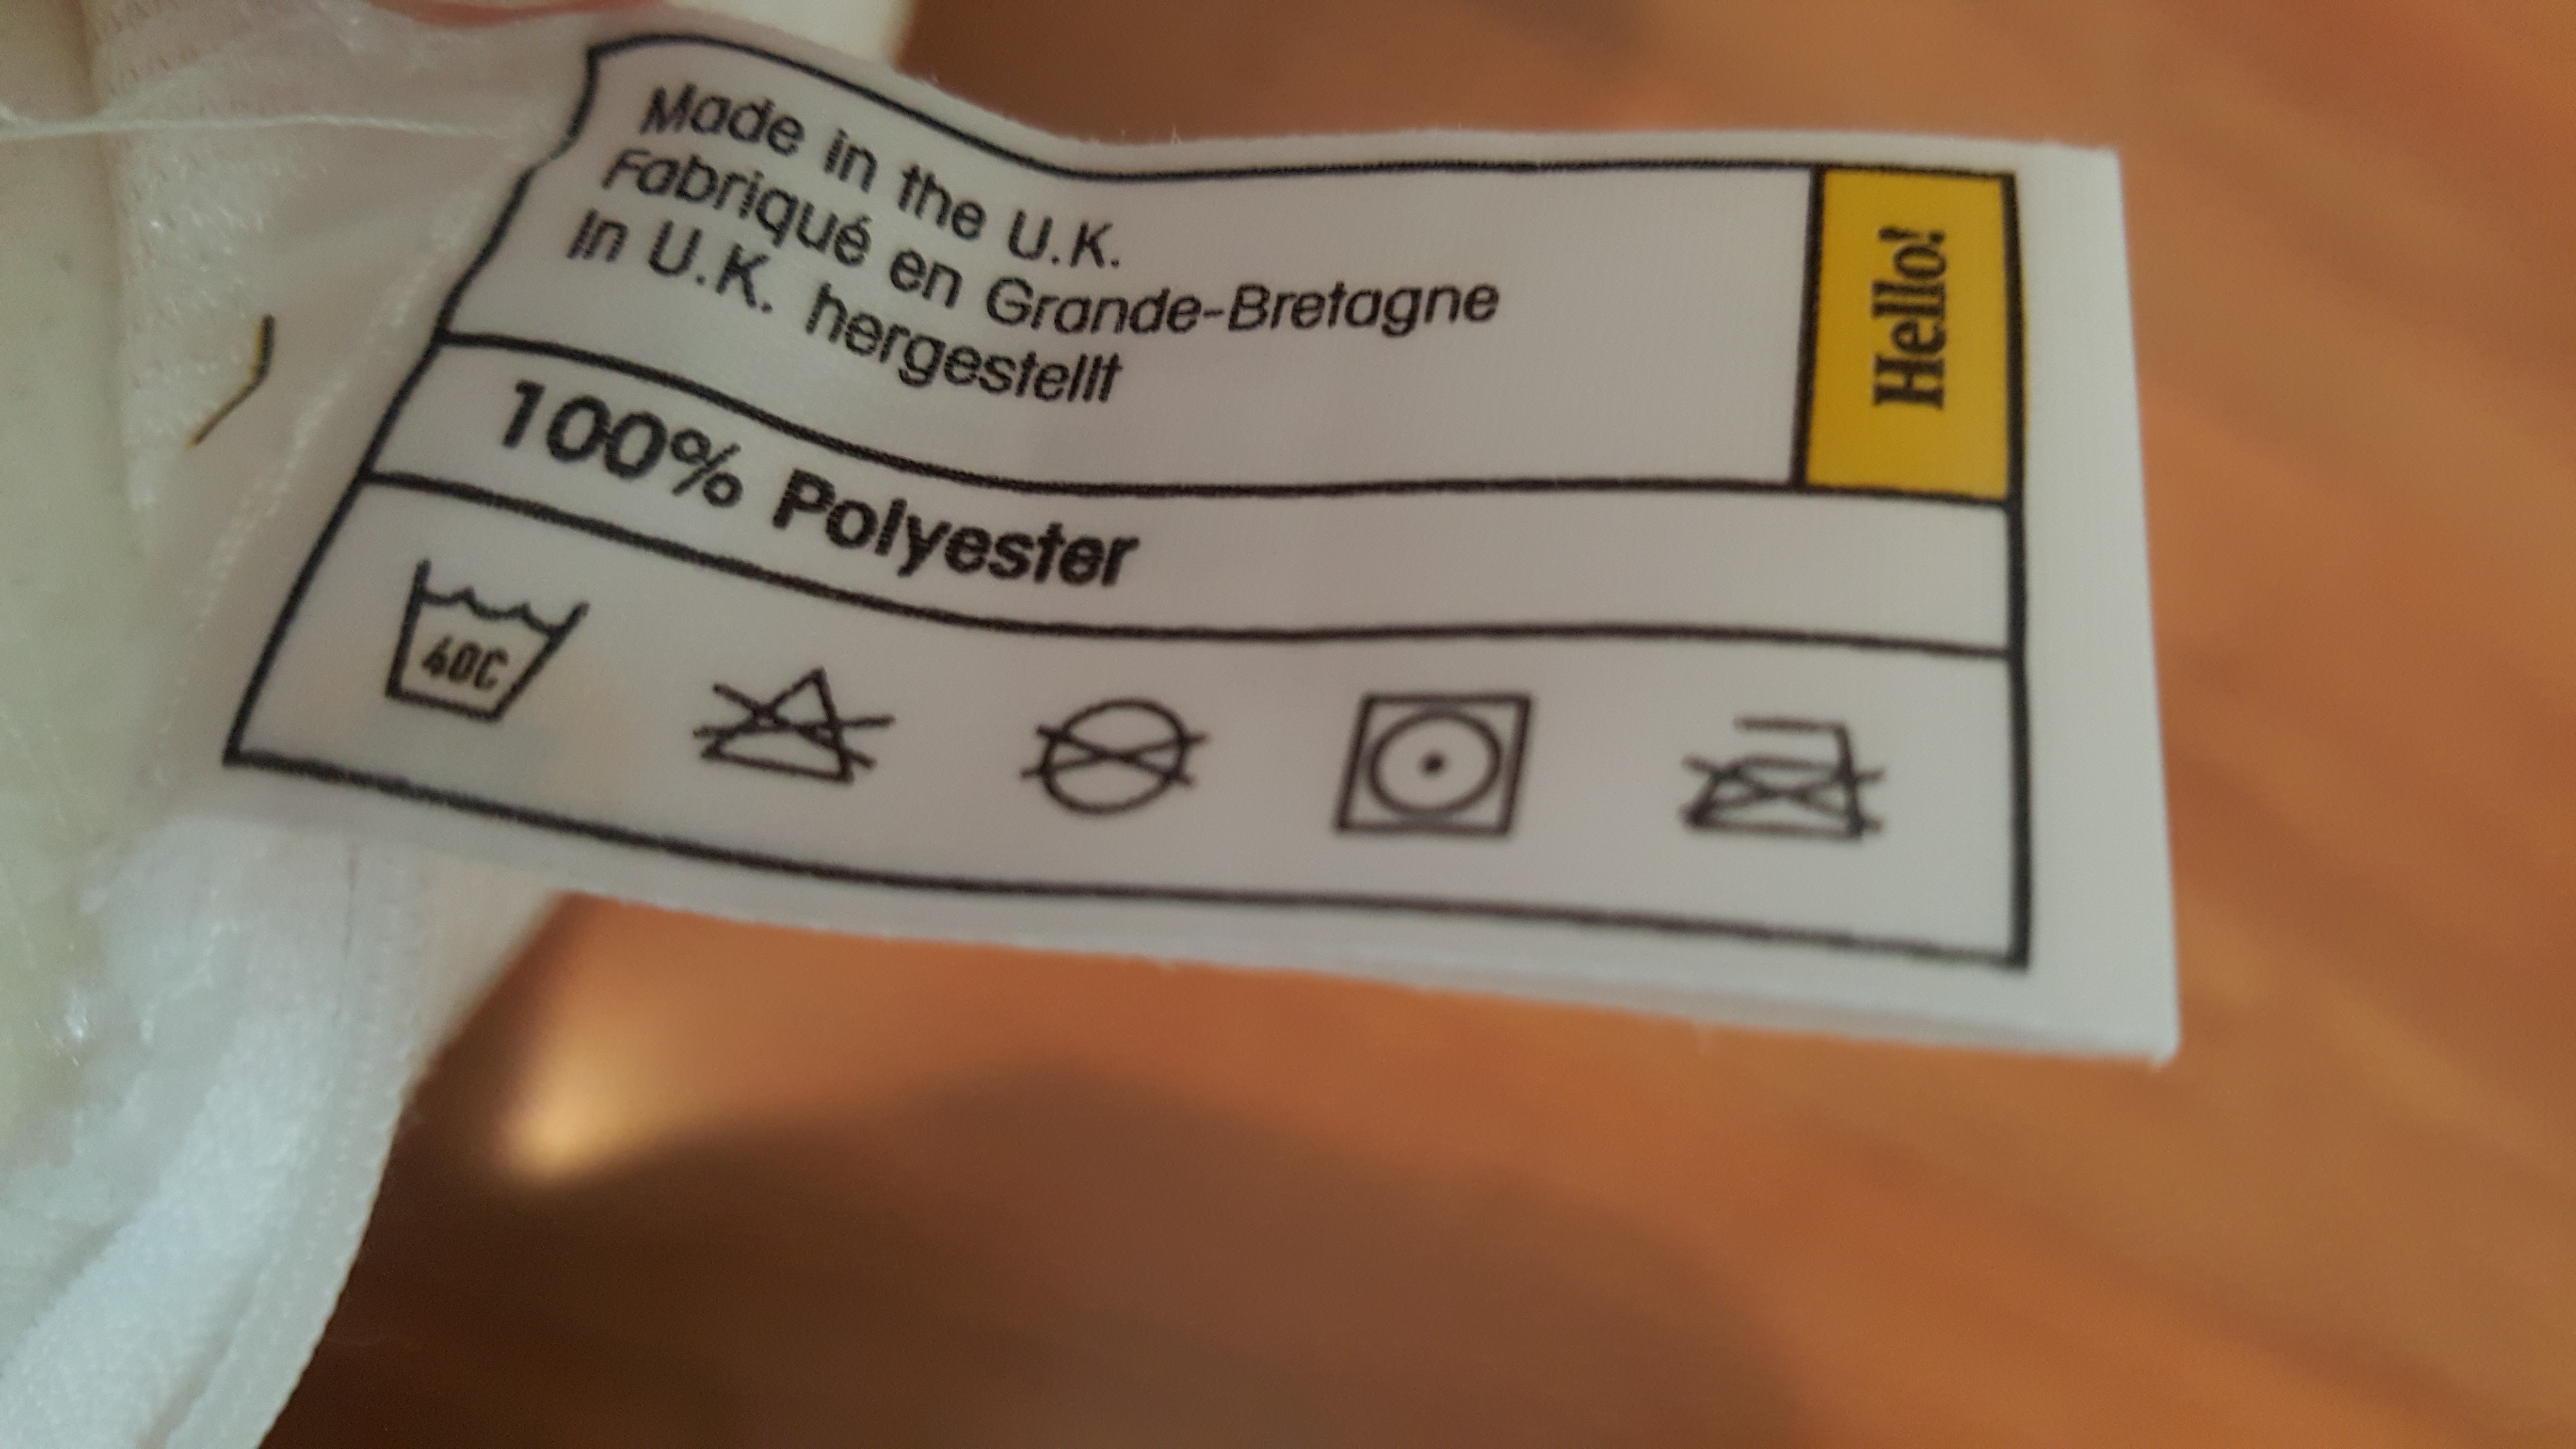 Made in the U.K.
Fabriqué en Grande-Bretagne
In U.K. hergestellt
Hello!
100% Polyester
40C